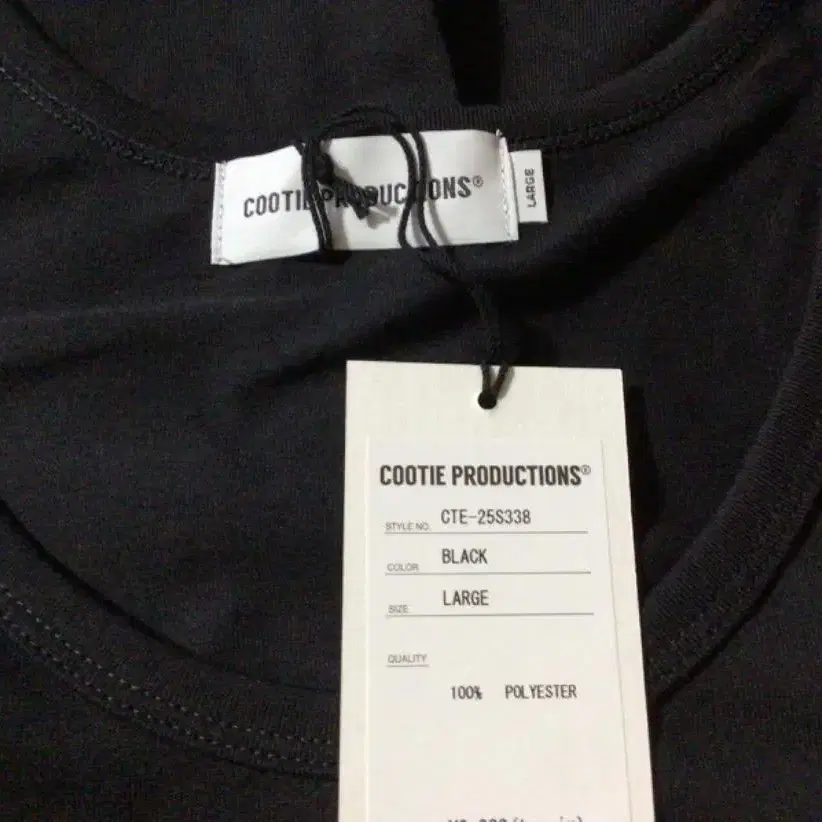 COOTIE PRODUCTIONS®
LARGE
COOTIE PRODUCTIONS®
STYLE NO. CTE-25S338
COLOR BLACK
SIZE LARGE
QUALITY
100% POLYESTER